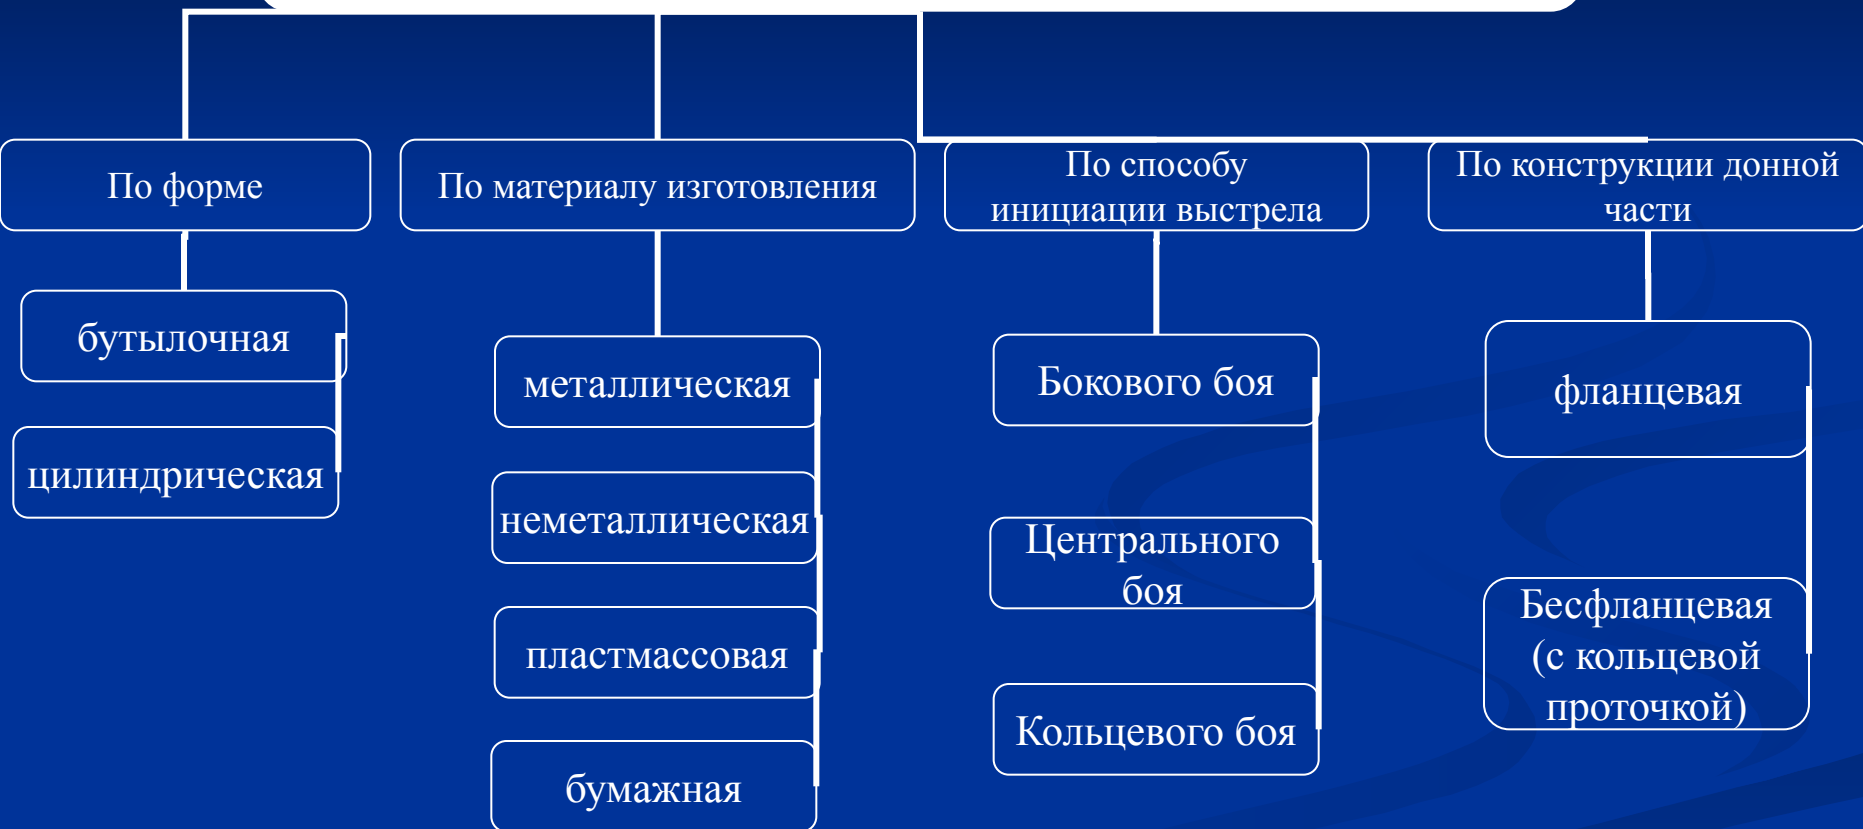 По форме
бутылочная
цилиндрическая
По материалу изготовления
металлическая
неметаллическая
пластмассовая
бумажная
По способу
инициации выстрела
Бокового боя
Центрального
боя
Кольцевого боя
По конструкции донной
части
фланцевая
Бесфланцевая
(с кольцевой
проточкой)